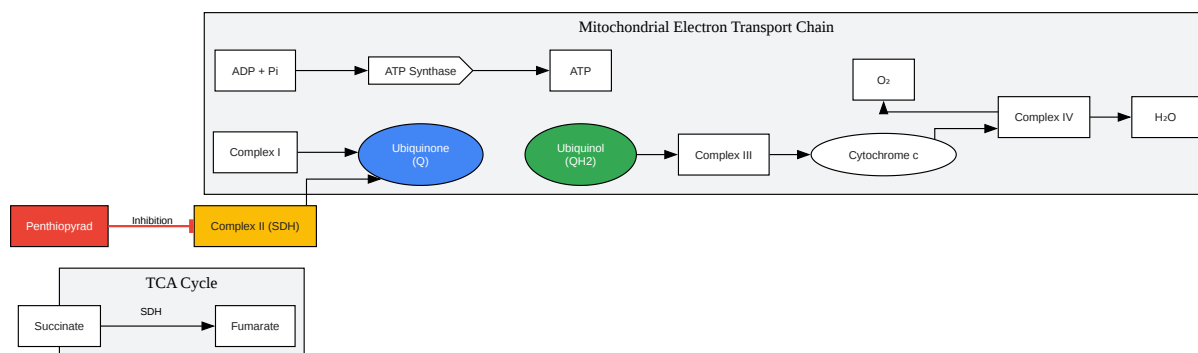 Mitochondrial Electron Transport Chain
ADP + Pi
ATP Synthase
ATP
O₂
Complex I
Ubiquinone
(Q)
Ubiquinol
(QH2)
Complex III
Cytochrome c
Complex IV
H₂O
Penthiopyrad
Inhibition
Complex II (SDH)
TCA Cycle
Succinate
SDH
Fumarate